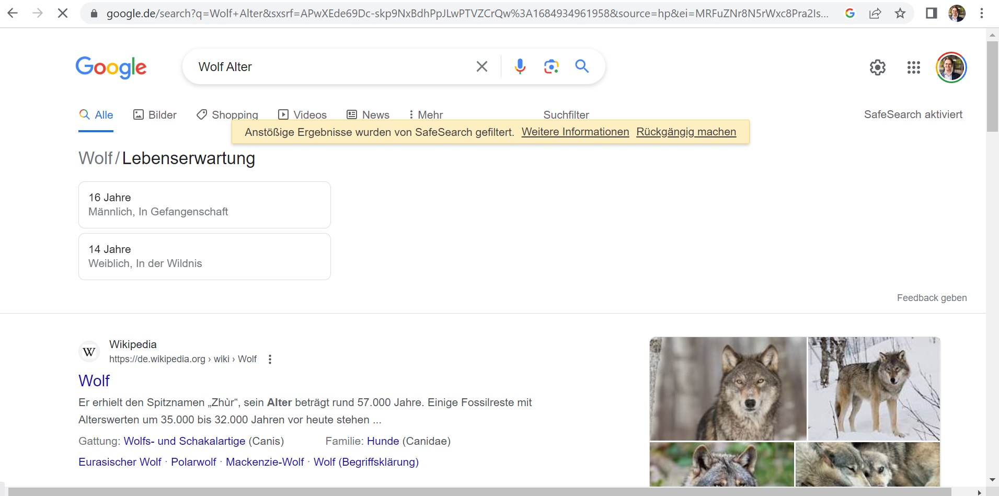 google.de/search?q=Wolf+Alter&sxsrf=APwXEde69Dc-skp9NxBdhPpJLwPTVZCrQw%3A1684934961958&source=hp&ei=MRFuZNr8N5rWxc8Pra2Is...
Google
Wolf Alter
Alle Bilder Shopping Videos News Mehr Suchfilter SafeSearch aktiviert
Anstößige Ergebnisse wurden von SafeSearch gefiltert. Weitere Informationen Rückgängig machen
Wolf/Lebenserwartung
16 Jahre
Männlich, In Gefangenschaft
14 Jahre
Weiblich, In der Wildnis
Feedback geben
W Wikipedia
https://de.wikipedia.org › wiki › Wolf
Wolf
Er erhielt den Spitznamen „Zhùr“, sein Alter beträgt rund 57.000 Jahre. Einige Fossilreste mit
Alterswerten um 35.000 bis 32.000 Jahren vor heute stehen ...
Gattung: Wolfs- und Schakalartige (Canis) Familie: Hunde (Canidae)
Eurasischer Wolf · Polarwolf · Mackenzie-Wolf · Wolf (Begriffsklärung)